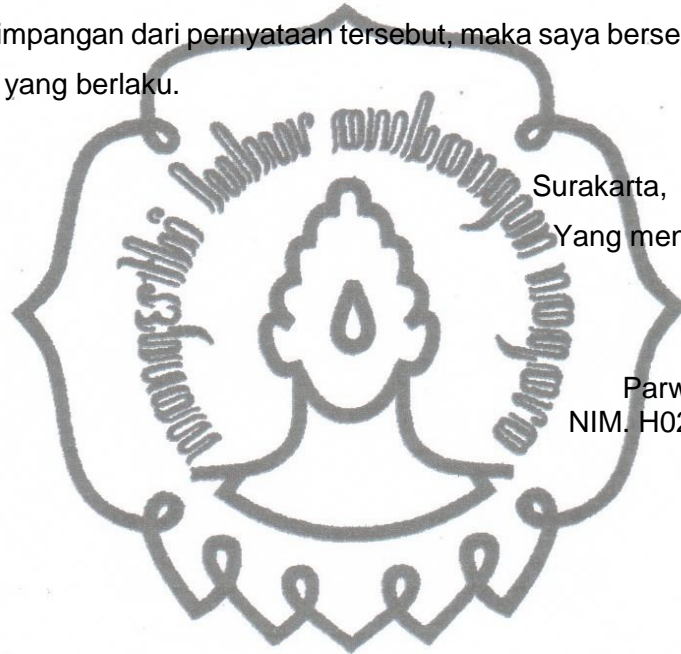 impangan dari pernyataan tersebut, maka saya berse
yang berlaku.
Surakarta,
Yang men
Parw
NIM. H02